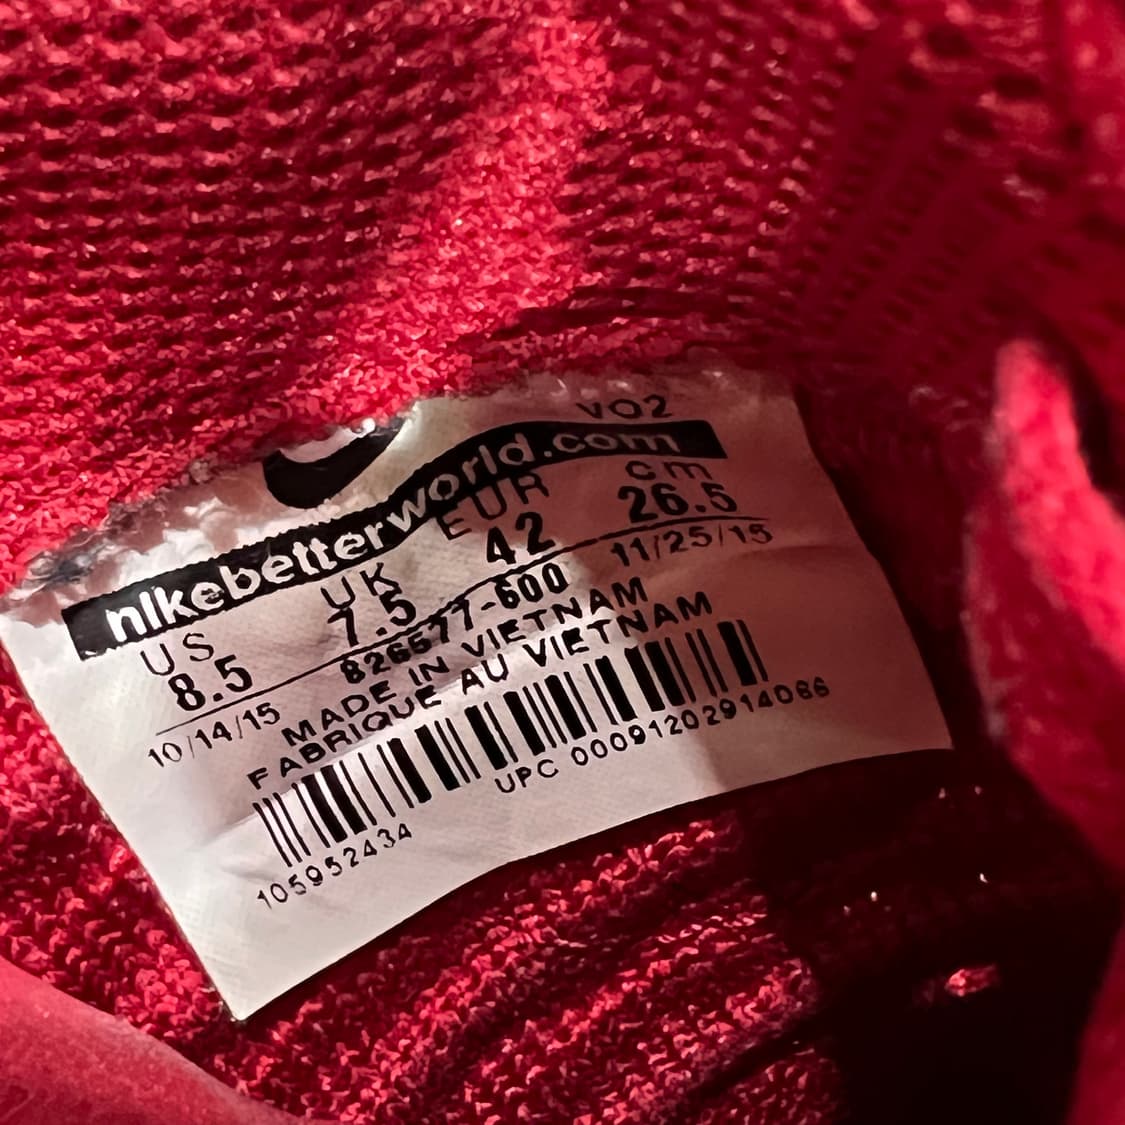 VO2
nikebetterworld.com
US UK EUR cm
8.5 7.5 42 26.5
10/14/15 826577-600 11/25/15
MADE IN VIETNAM
FABRIQUE AU VIETNAM
UPC 00091202914066
105952434